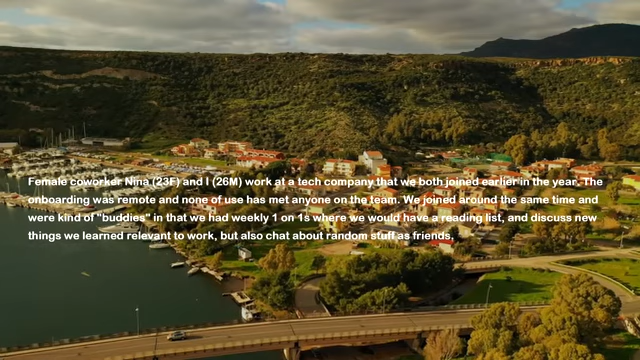 Female coworker Nina (23F) and I (26M) work at a tech company that we both joined earlier in the year. The
onboarding was remote and none of use has met anyone on the team. We joined around the same time and
were kind of "buddies" in that we had weekly 1 on 1s where we would have a reading list, and discuss new
things we learned relevant to work, but also chat about random stuff as friends.